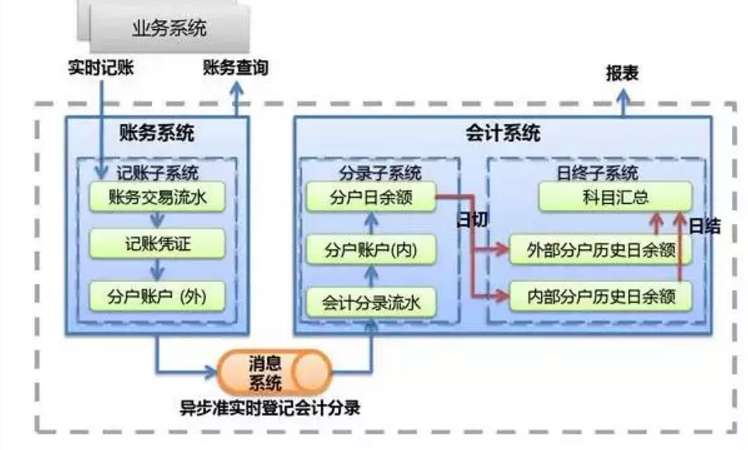 业务系统
实时记账
账务查询
报表
账务系统
记账子系统
账务交易流水
记账凭证
分户账户 (外)
会计系统
分录子系统
分户日余额
分户账户(内)
会计分录流水
日切
日终子系统
科目汇总
日结
外部分户历史日余额
内部分户历史日余额
消息
系统
异步准实时登记会计分录